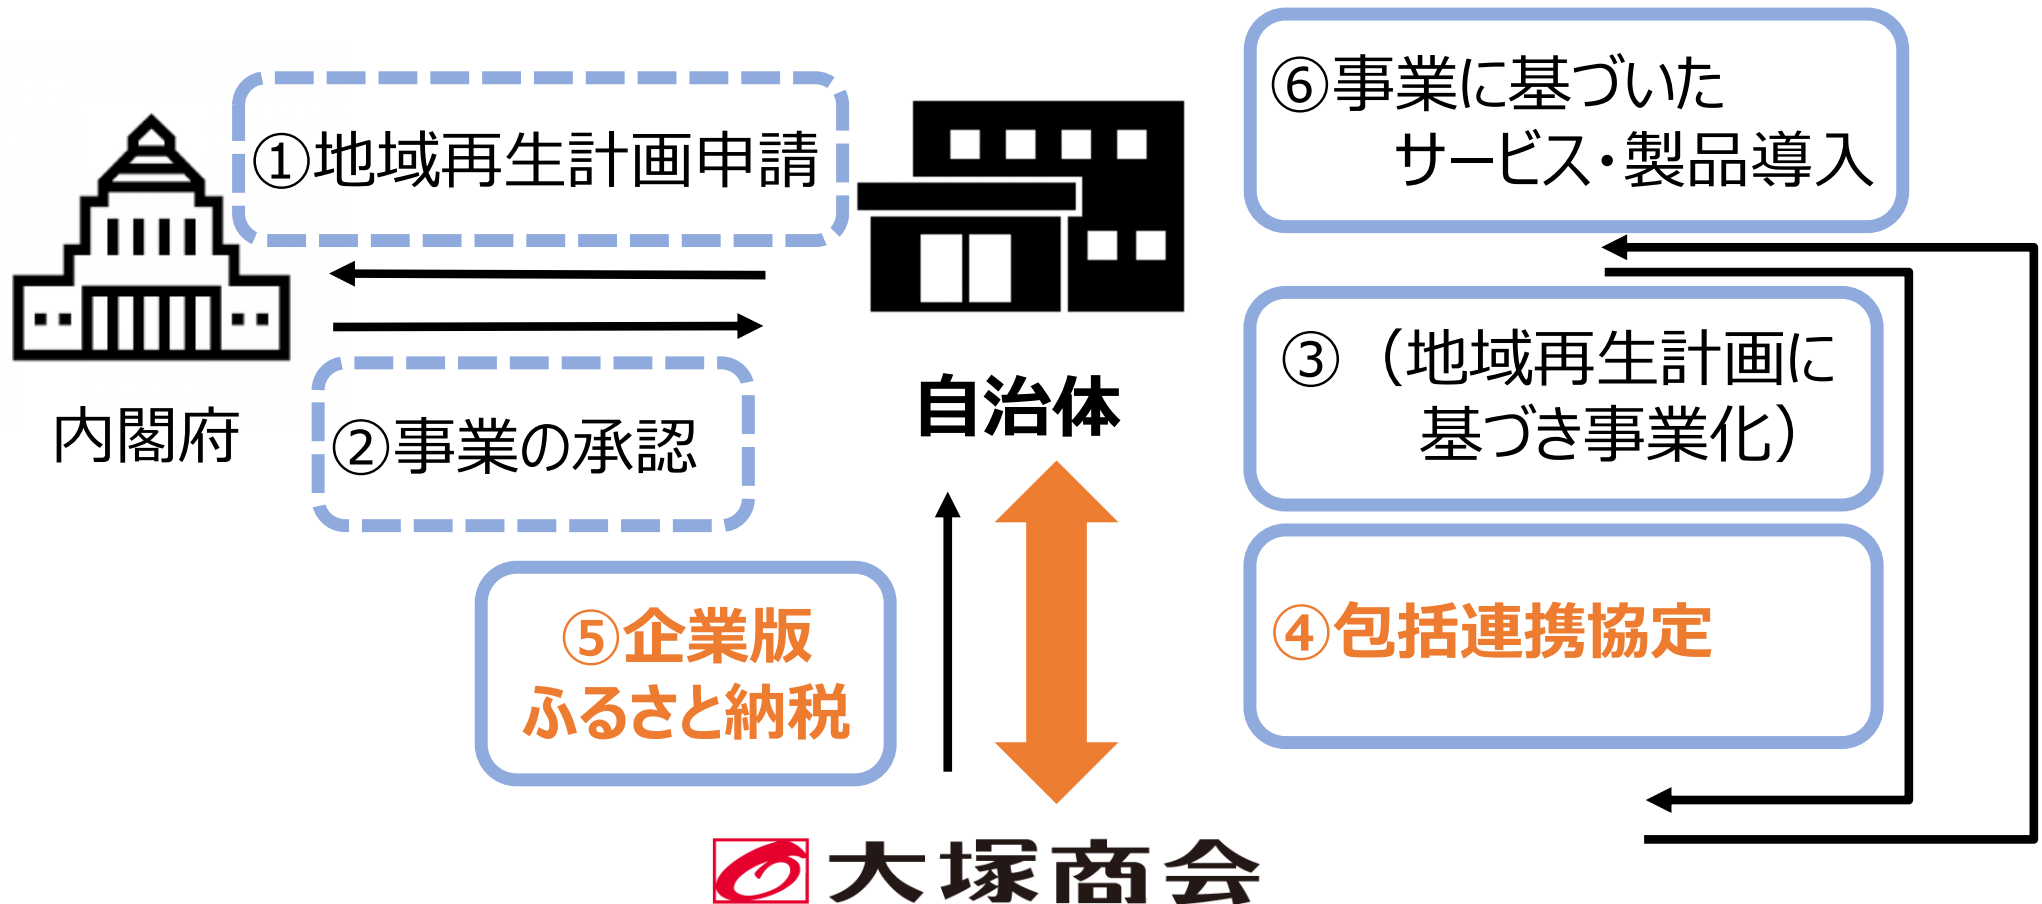 ①地域再生計画申請
内閣府
②事業の承認
自治体
⑥事業に基づいた
サービス・製品導入
③（地域再生計画に
基づき事業化）
④包括連携協定
⑤企業版
ふるさと納税
大塚商会